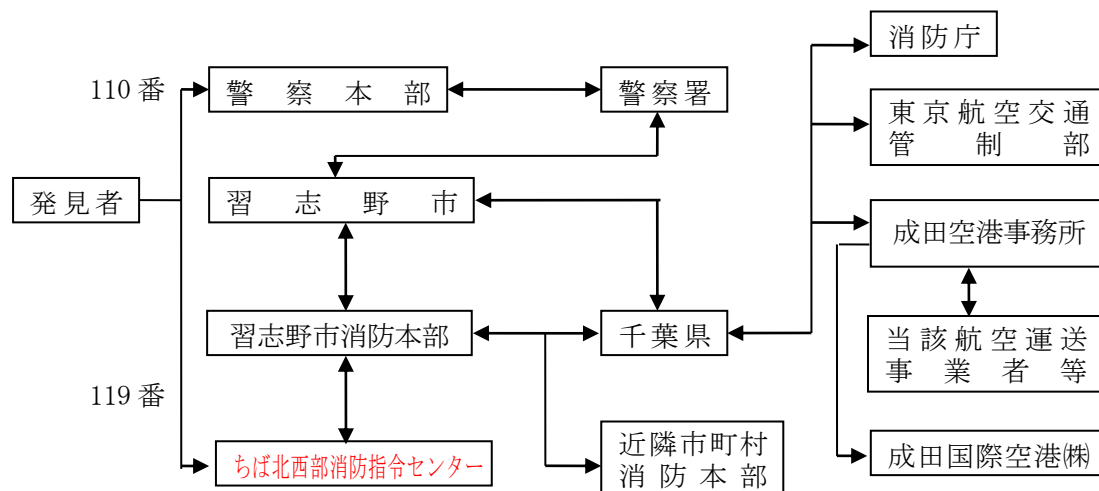 消防庁
110番
警察本部
警察署
東京航空交通
管制部
発見者
習志野市
成田空港事務所
習志野市消防本部
千葉県
当該航空運送
事業者等
119番
ちば北西部消防指令センター
近隣市町村
消防本部
成田国際空港㈱